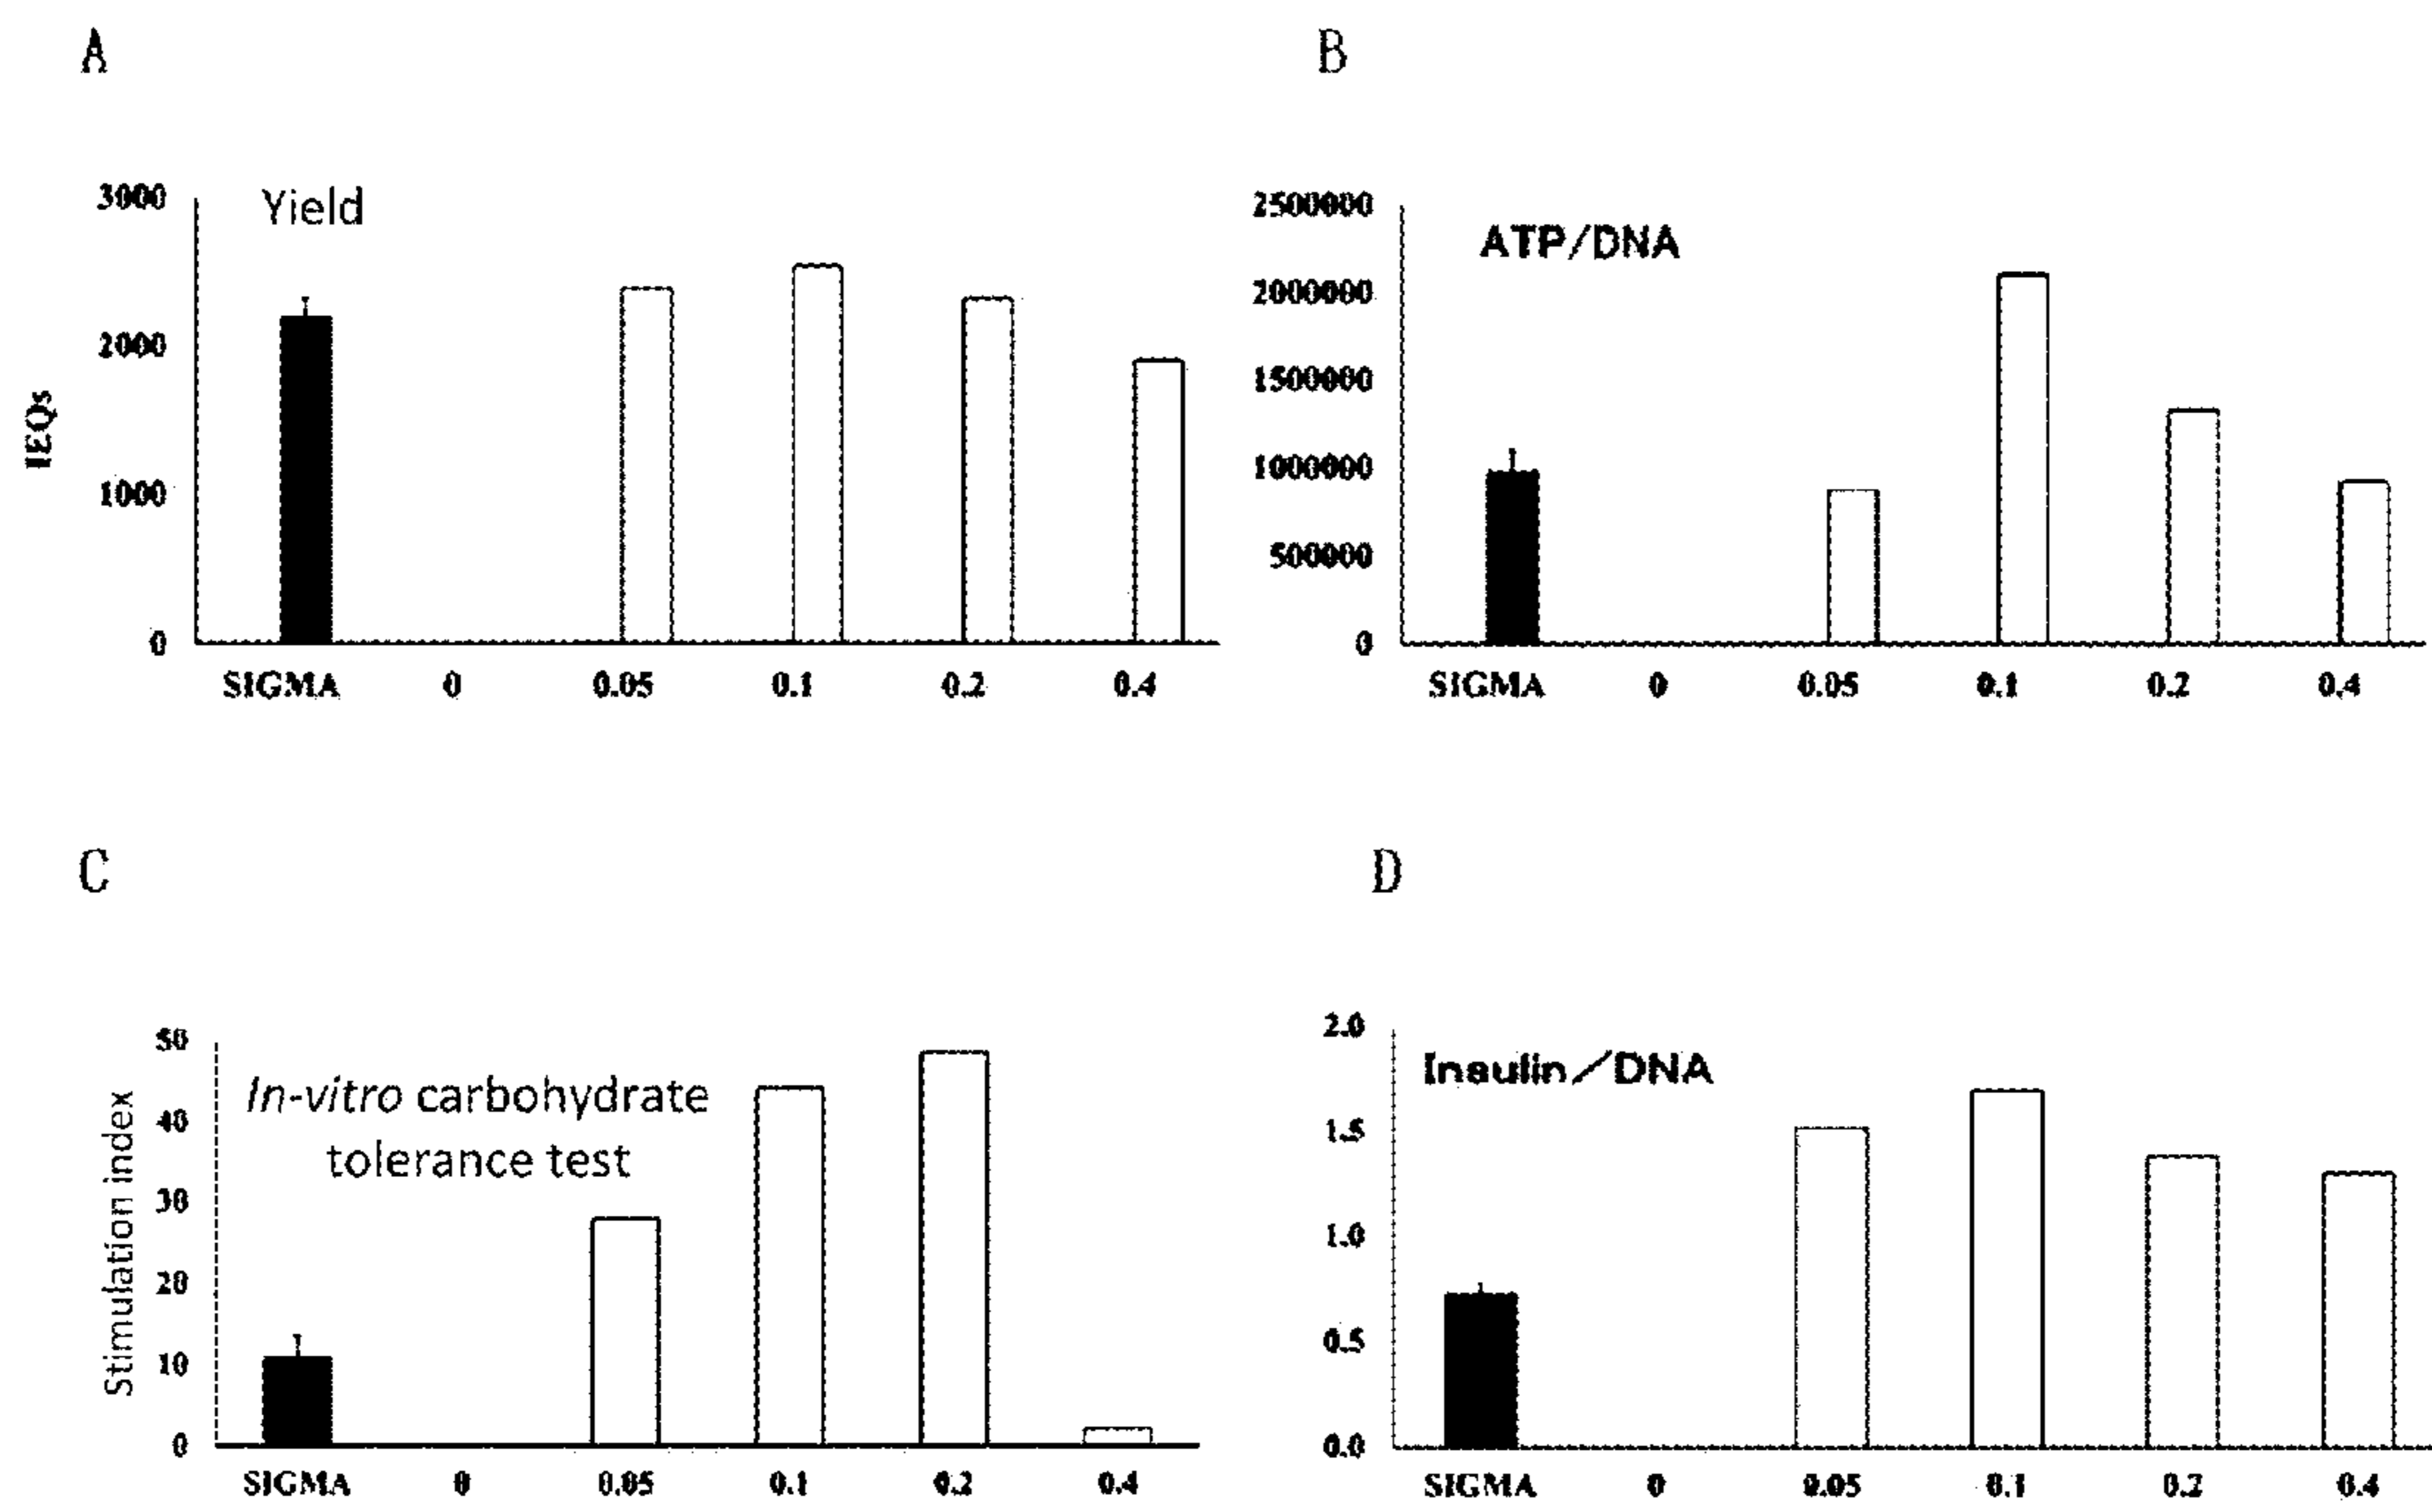 A
Yield
3000
2000
1000
0
IEQs
SIGMA 0 0.05 0.1 0.2 0.4
B
ATP/DNA
2500000
2000000
1500000
1000000
500000
0
SIGMA 0 0.05 0.1 0.2 0.4
C
In-vitro carbohydrate
tolerance test
50
40
30
20
10
0
Stimulation index
SIGMA 0 0.05 0.1 0.2 0.4
D
Insulin/DNA
2.0
1.5
1.0
0.5
0.0
SIGMA 0 0.05 0.1 0.2 0.4